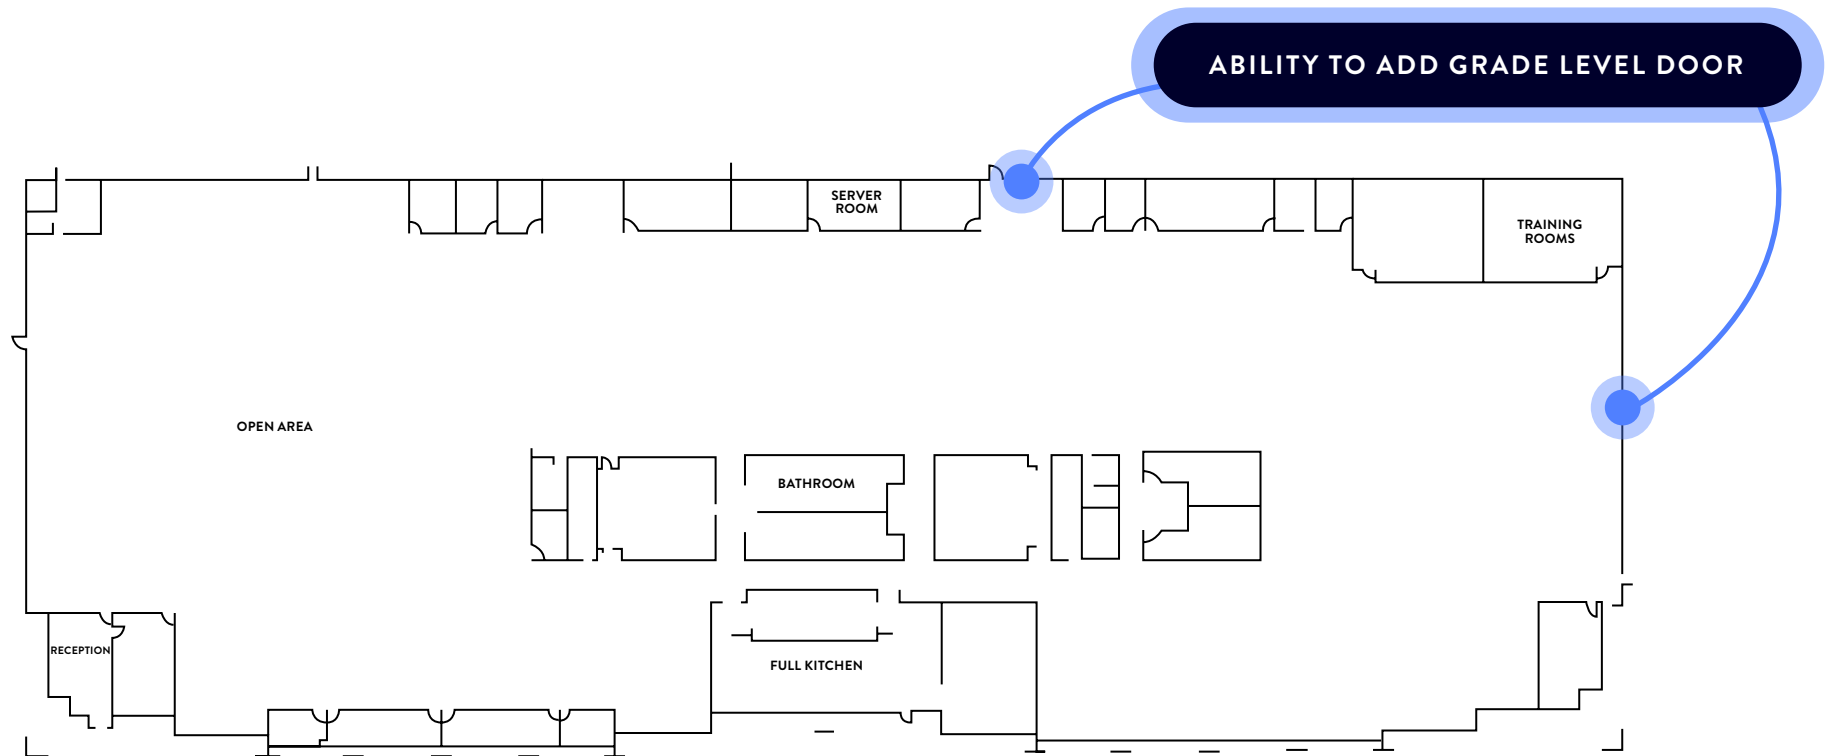 ABILITY TO ADD GRADE LEVEL DOOR
SERVER
ROOM
TRAINING
ROOMS
OPEN AREA
BATHROOM
RECEPTION
FULL KITCHEN